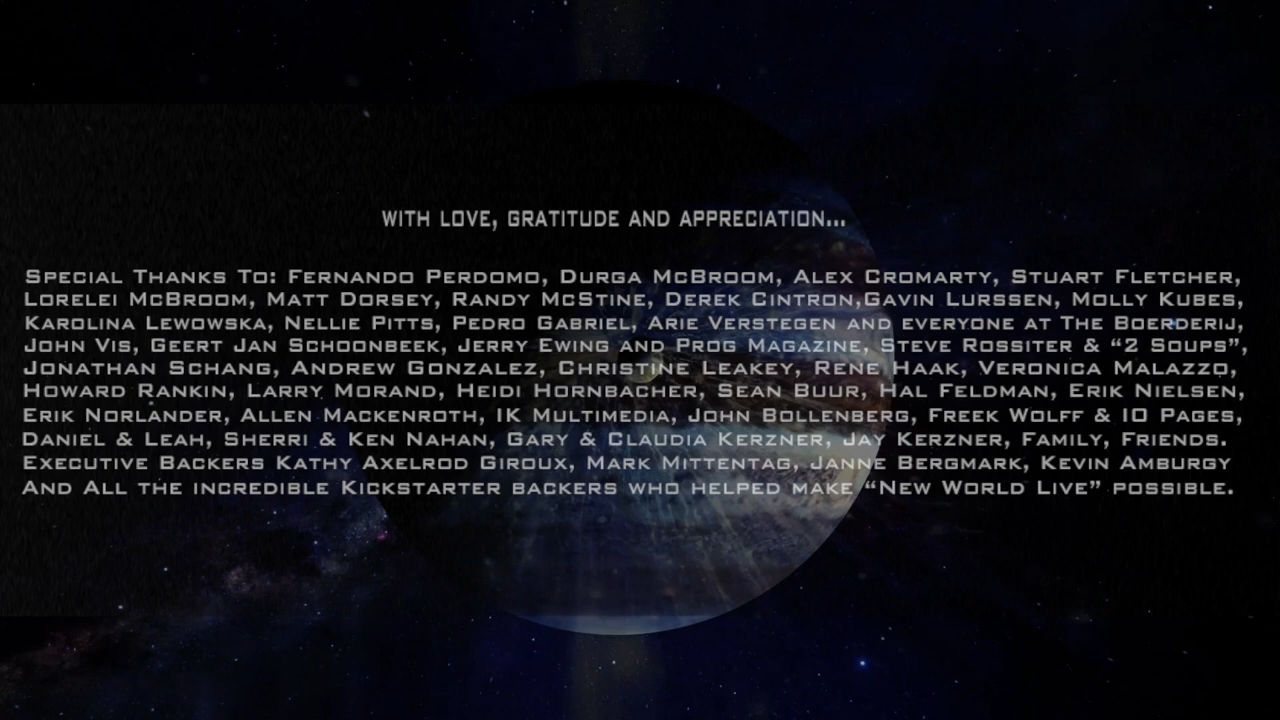 WITH LOVE, GRATITUDE AND APPRECIATION...
SPECIAL THANKS TO: FERNANDO PERDOMO, DURGA MCBROOM, ALEX CROMARTY, STUART FLETCHER,
LORELEI MCBROOM, MATT DORSEY, RANDY MCSTINE, DEREK CINTRON,GAVIN LURSSEN, MOLLY KUBES,
KAROLINA LEWOWSKA, NELLIE PITTS, PEDRO GABRIEL, ARIE VERSTEGEN AND EVERYONE AT THE BOERDERIJ,
JOHN VIS, GEERT JAN SCHOONBEEK, JERRY EWING AND PROG MAGAZINE, STEVE ROSSITER & “2 SOUPS”,
JONATHAN SCHANG, ANDREW GONZALEZ, CHRISTINE LEAKEY, RENE HAAK, VERONICA MALAZZO,
HOWARD RANKIN, LARRY MORAND, HEIDI HORNBACHER, SEAN BUUR, HAL FELDMAN, ERIK NIELSEN,
ERIK NORLANDER, ALLEN MACKENROTH, IK MULTIMEDIA, JOHN BOLLENBERG, FREEK WOLFF & IO PAGES,
DANIEL & LEAH, SHERRI & KEN NAHAN, GARY & CLAUDIA KERZNER, JAY KERZNER, FAMILY, FRIENDS.
EXECUTIVE BACKERS KATHY AXELROD GIROUX, MARK MITTENTAG, JANNE BERGMARK, KEVIN AMBURGY
AND ALL THE INCREDIBLE KICKSTARTER BACKERS WHO HELPED MAKE “NEW WORLD LIVE” POSSIBLE.